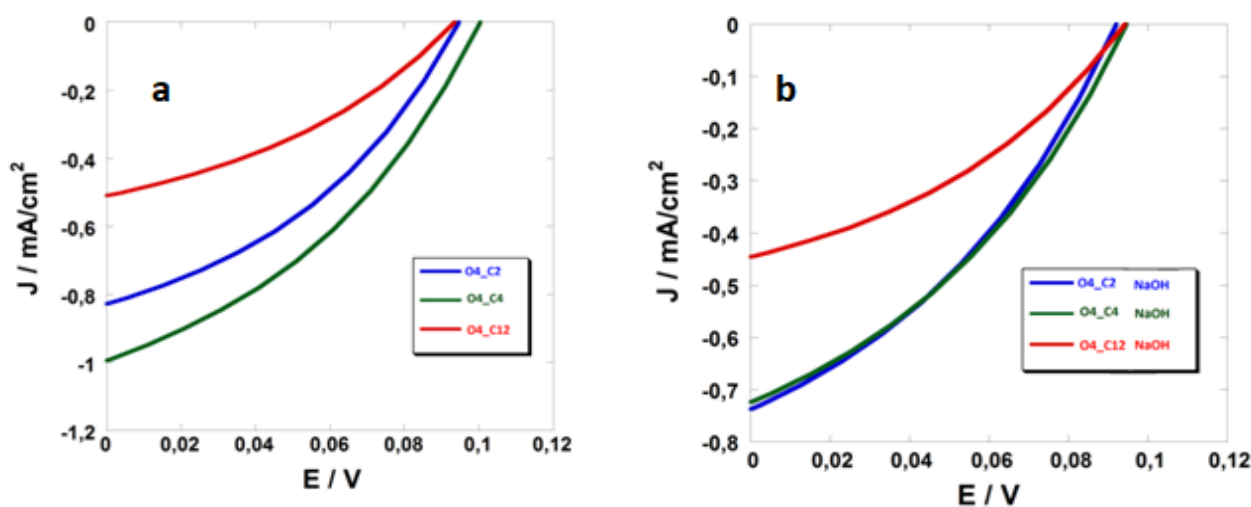 a
0
-0,2
-0,4
-0,6
-0,8
-1
-1,2
J / mA/cm²
0
0,02
0,04
0,06
0,08
0,1
0,12
E / V
O4_C2
O4_C4
O4_C12
b
0
-0,1
-0,2
-0,3
-0,4
-0,5
-0,6
-0,7
-0,8
J / mA/cm²
0
0,02
0,04
0,06
0,08
0,1
0,12
E / V
O4_C2 NaOH
O4_C4 NaOH
O4_C12 NaOH